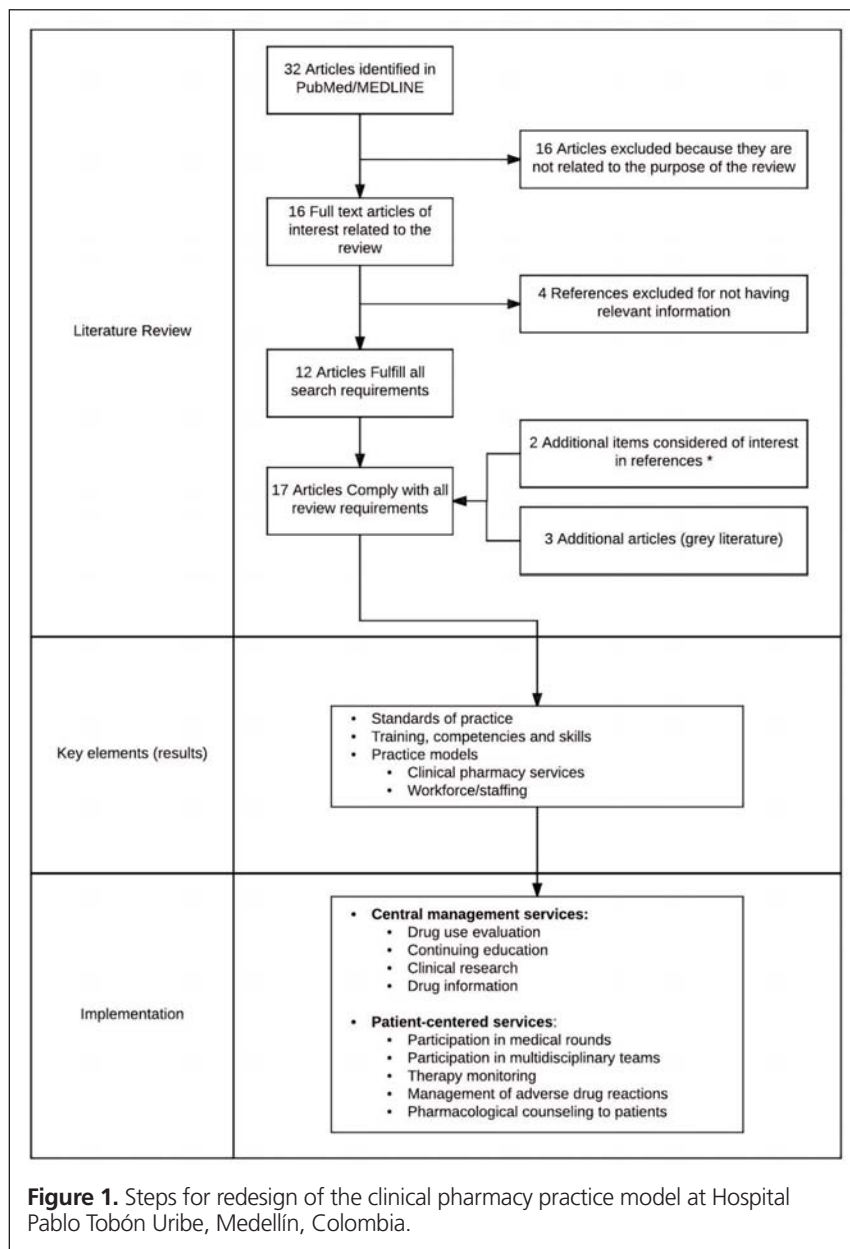 32 Articles identified in
PubMed/MEDLINE
16 Articles excluded because they are
not related to the purpose of the review
16 Full text articles of
interest related to the
review
4 References excluded for not having
relevant information
Literature Review
12 Articles Fulfill all
search requirements
2 Additional items considered of interest
in references *
17 Articles Comply with all
review requirements
3 Additional articles (grey literature)
Key elements (results)
• Standards of practice
• Training, competencies and skills
• Practice models
• Clinical pharmacy services
• Workforce/staffing
Implementation
• Central management services:
• Drug use evaluation
• Continuing education
• Clinical research
• Drug information
• Patient-centered services:
• Participation in medical rounds
• Participation in multidisciplinary teams
• Therapy monitoring
• Management of adverse drug reactions
• Pharmacological counseling to patients
Figure 1. Steps for redesign of the clinical pharmacy practice model at Hospital
Pablo Tobón Uribe, Medellín, Colombia.